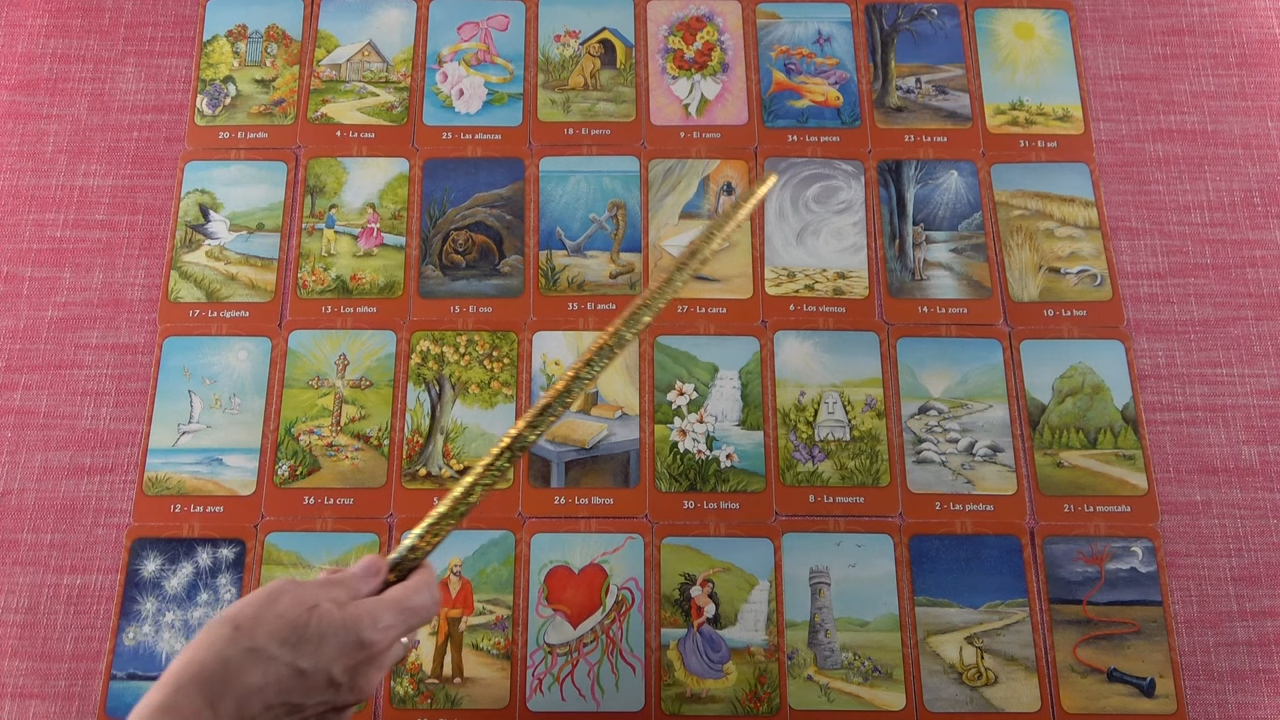 20 - El jardín
4 - La casa
25 - Las alianzas
18 - El perro
9 - El ramo
34 - Los peces
23 - La rata
31 - El sol
17 - La cigüeña
13 - Los niños
15 - El oso
35 - El ancla
27 - La carta
6 - Los vientos
14 - La zorra
10 - La hoz
12 - Las aves
36 - La cruz
5
26 - Los libros
30 - Los lirios
8 - La muerte
2 - Las piedras
21 - La montaña